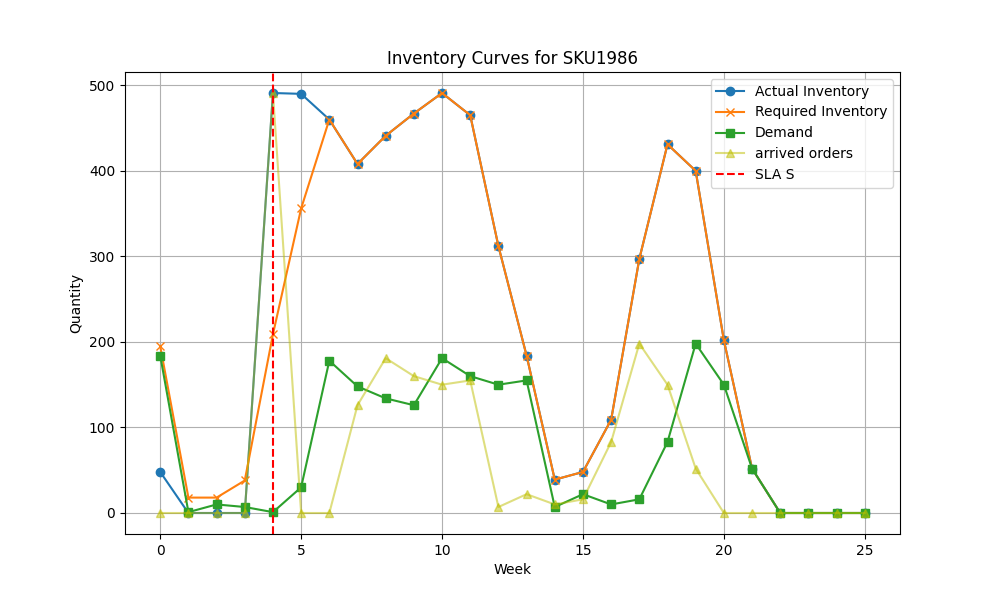 Inventory Curves for SKU1986
Actual Inventory
Required Inventory
Demand
arrived orders
SLA S
500
400
300
200
100
0
Quantity
0 5 10 15 20 25
Week